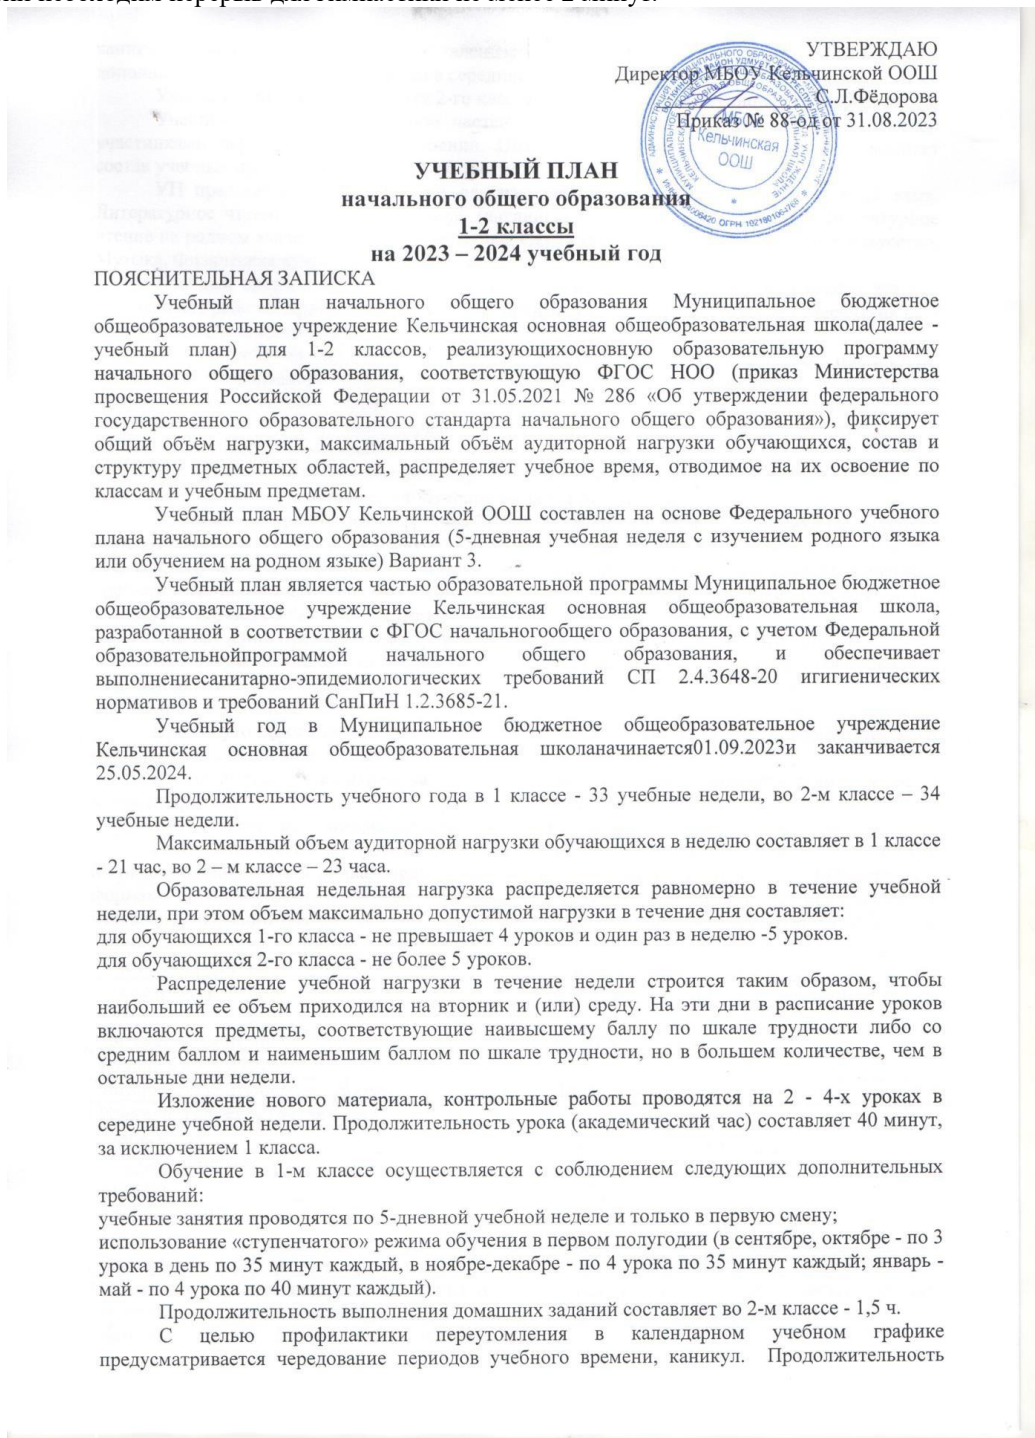 необходим перерыв для гимнастики не менее 2 минут.
УТВЕРЖДАЮ
Директор МБОУ Кельчинской ООШ
С.Л.Фёдорова
Приказ № 88-од от 31.08.2023
МБОУ
Кельчинская
ООШ
УЧЕБНЫЙ ПЛАН
начального общего образования
1-2 классы
на 2023 – 2024 учебный год
ПОЯСНИТЕЛЬНАЯ ЗАПИСКА
Учебный план начального общего образования Муниципальное бюджетное
общеобразовательное учреждение Кельчинская основная общеобразовательная школа(далее -
учебный план) для 1-2 классов, реализующихосновную образовательную программу
начального общего образования, соответствующую ФГОС НОО (приказ Министерства
просвещения Российской Федерации от 31.05.2021 № 286 «Об утверждении федерального
государственного образовательного стандарта начального общего образования»), фиксирует
общий объём нагрузки, максимальный объём аудиторной нагрузки обучающихся, состав и
структуру предметных областей, распределяет учебное время, отводимое на их освоение по
классам и учебным предметам.
Учебный план МБОУ Кельчинской ООШ составлен на основе Федерального учебного
плана начального общего образования (5-дневная учебная неделя с изучением родного языка
или обучением на родном языке) Вариант 3.
Учебный план является частью образовательной программы Муниципальное бюджетное
общеобразовательное учреждение Кельчинская основная общеобразовательная школа,
разработанной в соответствии с ФГОС начальногообщего образования, с учетом Федеральной
образовательнойпрограммой начального общего образования, и обеспечивает
выполнениесанитарно-эпидемиологических требований СП 2.4.3648-20 игигиенических
нормативов и требований СанПиН 1.2.3685-21.
Учебный год в Муниципальное бюджетное общеобразовательное учреждение
Кельчинская основная общеобразовательная школаначинается01.09.2023и заканчивается
25.05.2024.
Продолжительность учебного года в 1 классе - 33 учебные недели, во 2-м классе – 34
учебные недели.
Максимальный объем аудиторной нагрузки обучающихся в неделю составляет в 1 классе
- 21 час, во 2 – м классе – 23 часа.
Образовательная недельная нагрузка распределяется равномерно в течение учебной
недели, при этом объем максимально допустимой нагрузки в течение дня составляет:
для обучающихся 1-го класса - не превышает 4 уроков и один раз в неделю -5 уроков.
для обучающихся 2-го класса - не более 5 уроков.
Распределение учебной нагрузки в течение недели строится таким образом, чтобы
наибольший ее объем приходился на вторник и (или) среду. На эти дни в расписание уроков
включаются предметы, соответствующие наивысшему баллу по шкале трудности либо со
средним баллом и наименьшим баллом по шкале трудности, но в большем количестве, чем в
остальные дни недели.
Изложение нового материала, контрольные работы проводятся на 2 - 4-х уроках в
середине учебной недели. Продолжительность урока (академический час) составляет 40 минут,
за исключением 1 класса.
Обучение в 1-м классе осуществляется с соблюдением следующих дополнительных
требований:
учебные занятия проводятся по 5-дневной учебной неделе и только в первую смену;
использование «ступенчатого» режима обучения в первом полугодии (в сентябре, октябре - по 3
урока в день по 35 минут каждый, в ноябре-декабре - по 4 урока по 35 минут каждый; январь -
май - по 4 урока по 40 минут каждый).
Продолжительность выполнения домашних заданий составляет во 2-м классе - 1,5 ч.
С целью профилактики переутомления в календарном учебном графике
предусматривается чередование периодов учебного времени, каникул. Продолжительность